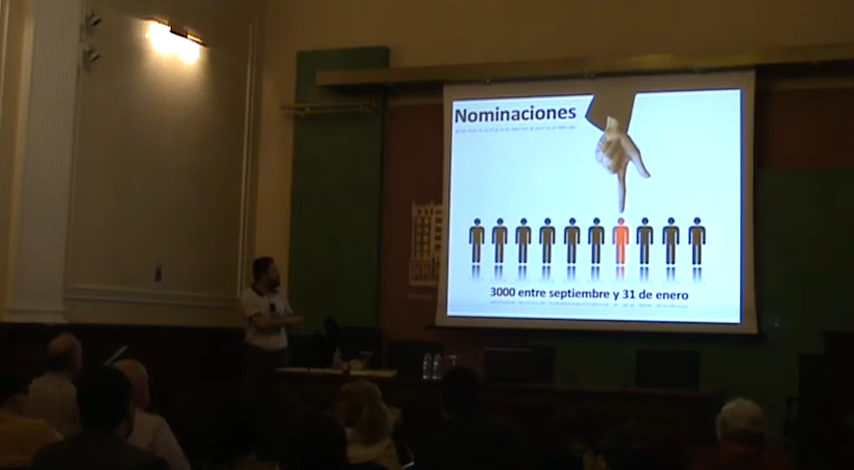 Nominaciones
3000 entre septiembre y 31 de enero